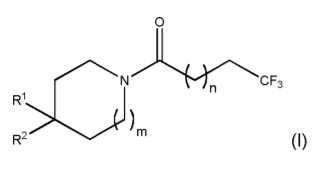 O
N
CF3
( )n
R¹
( )m
R²
(I)